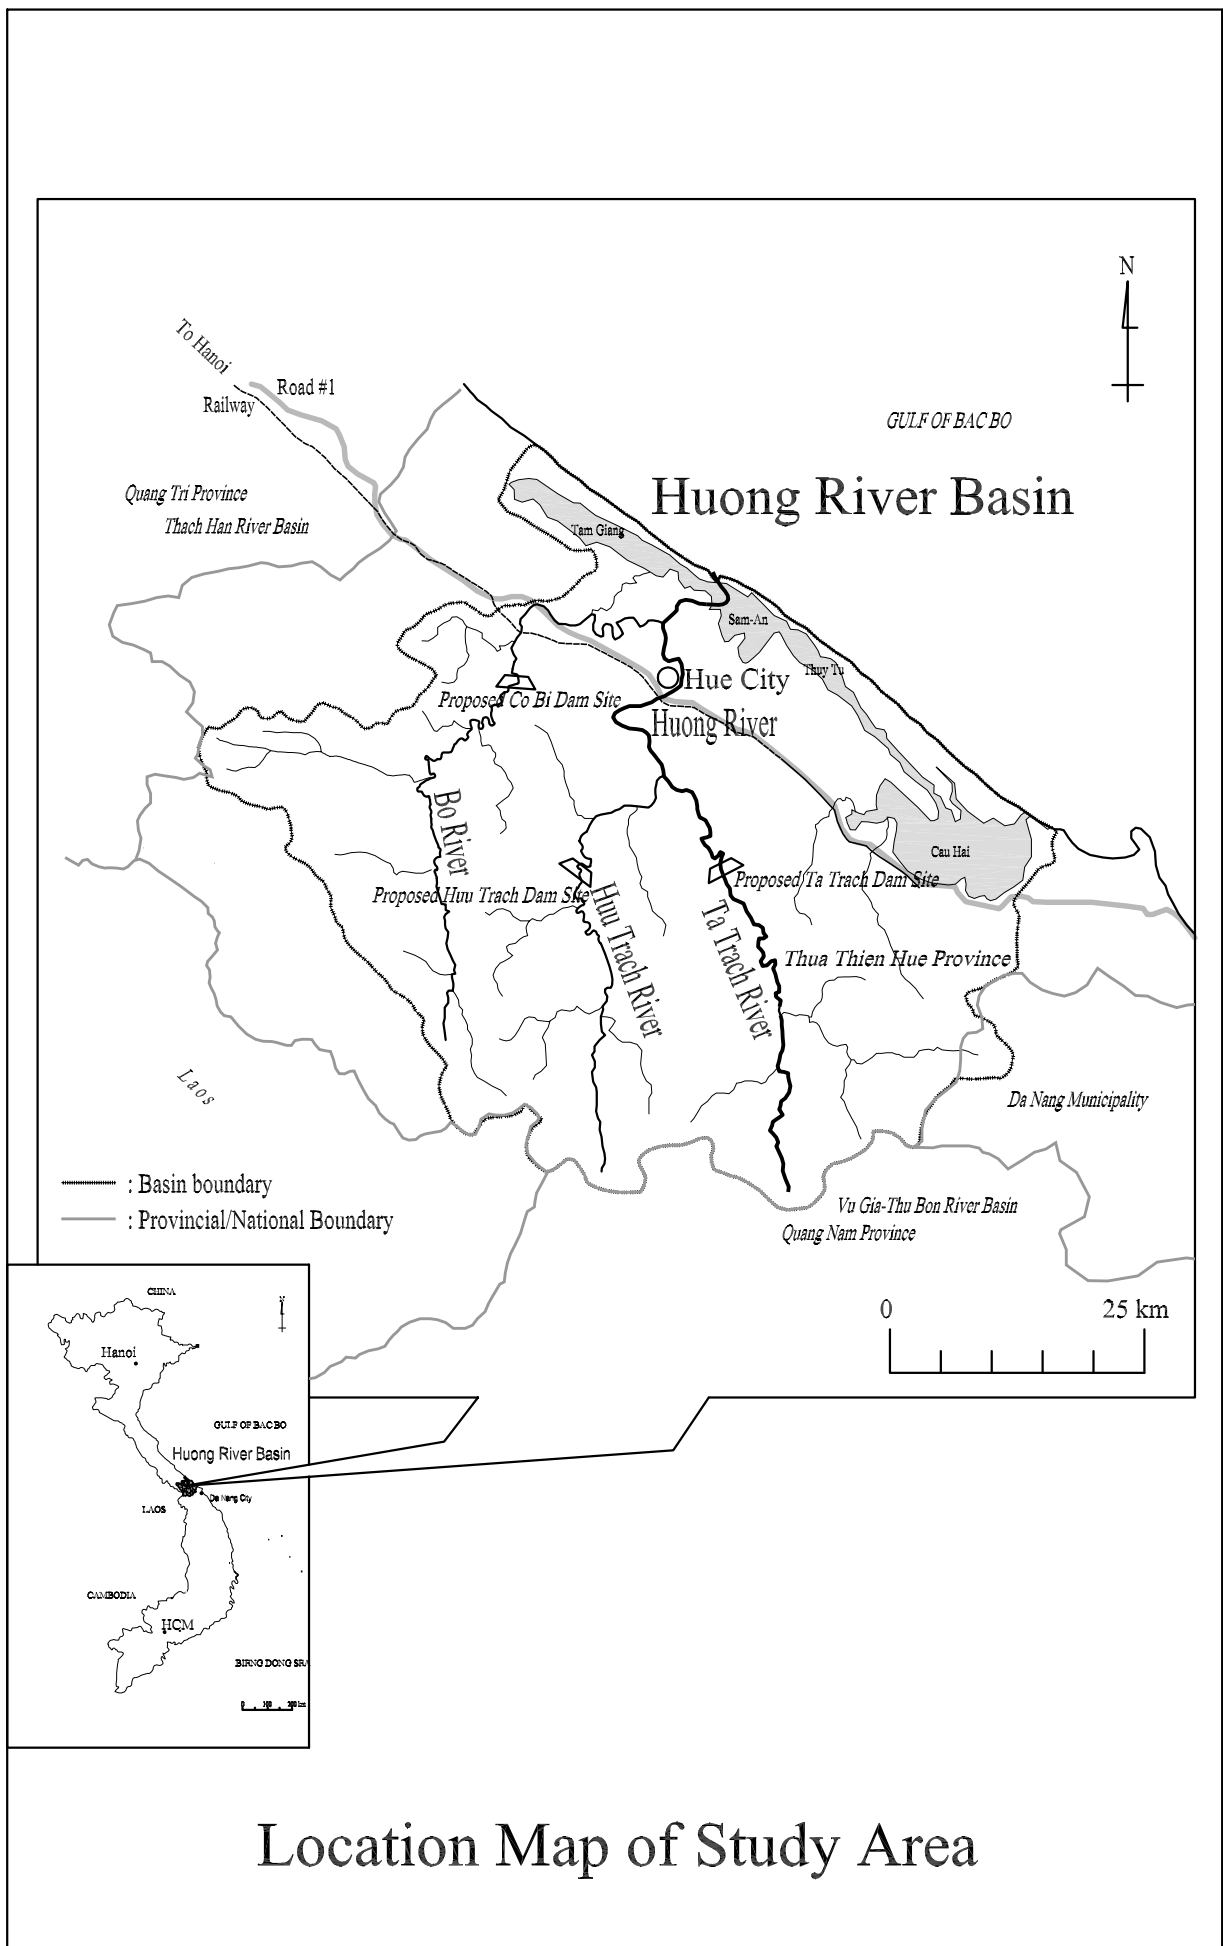 N
To Hanoi
Road #1
Railway
GULF OF BAC BO
Quang Tri Province
Thach Han River Basin
Huong River Basin
Tam Giang
Sam-An
Thuy Tu
Hue City
Proposed Co Bi Dam Site
Huong River
Bo River
Cau Hai
Proposed Huu Trach Dam Site
Proposed Ta Trach Dam Site
Huu Trach River
Ta Trach River
Thua Thien Hue Province
Laos
Da Nang Municipality
: Basin boundary
: Provincial/National Boundary
Vu Gia-Thu Bon River Basin
Quang Nam Province
0 25 km
CHINA
N
Hanoi
GULF OF BAC BO
Huong River Basin
Da Nang City
LAOS
CAMBODIA
HCM
0 100 200 km
Location Map of Study Area